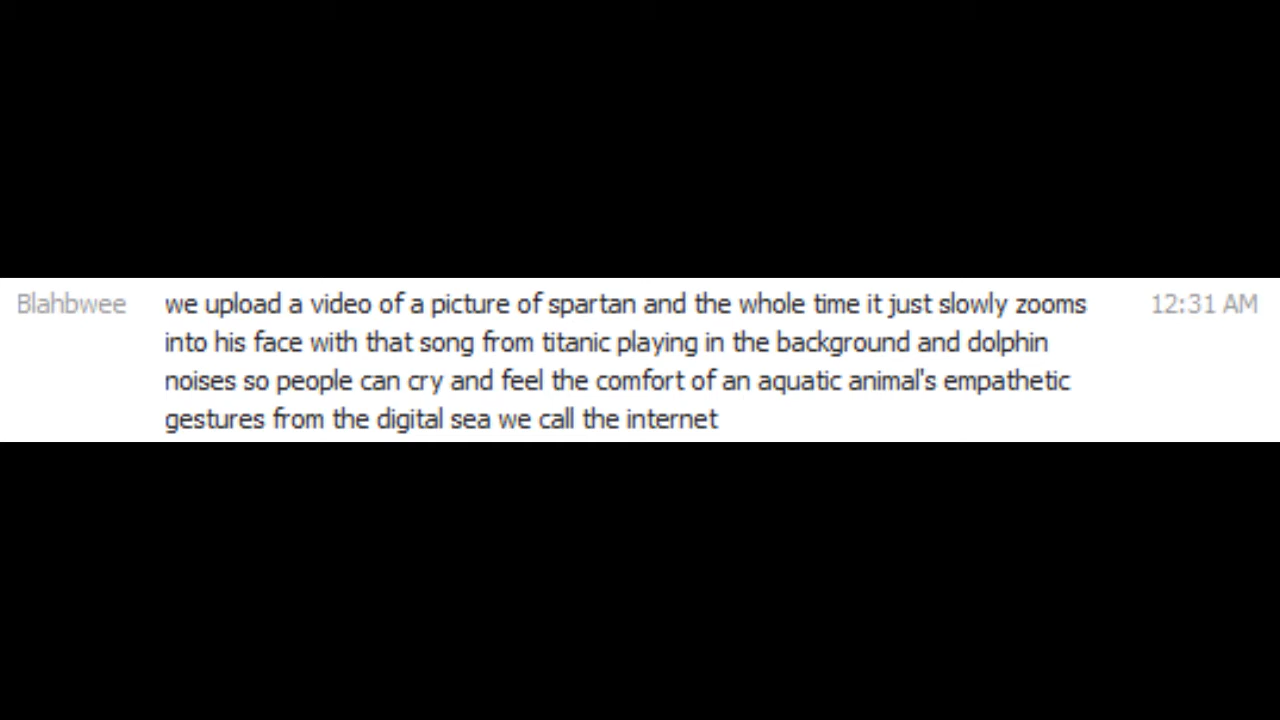 Blahbwee we upload a video of a picture of spartan and the whole time it just slowly zooms 12:31 AM
into his face with that song from titanic playing in the background and dolphin
noises so people can cry and feel the comfort of an aquatic animal's empathetic
gestures from the digital sea we call the internet